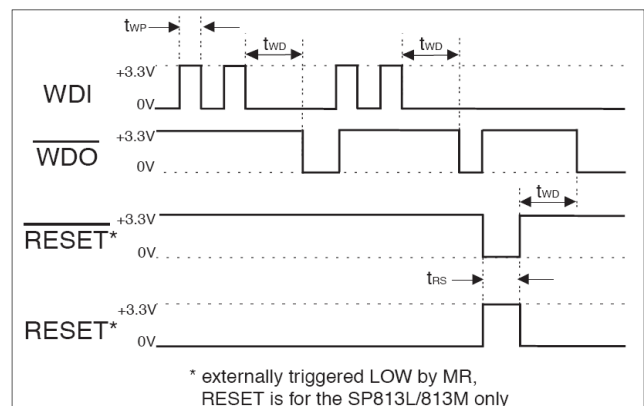 tWP
tWD
tWD
WDI
+3.3V
0V
WDO
+3.3V
0V
tWD
RESET*
+3.3V
0V
tRS
RESET*
+3.3V
0V
* externally triggered LOW by MR,
RESET is for the SP813L/813M only